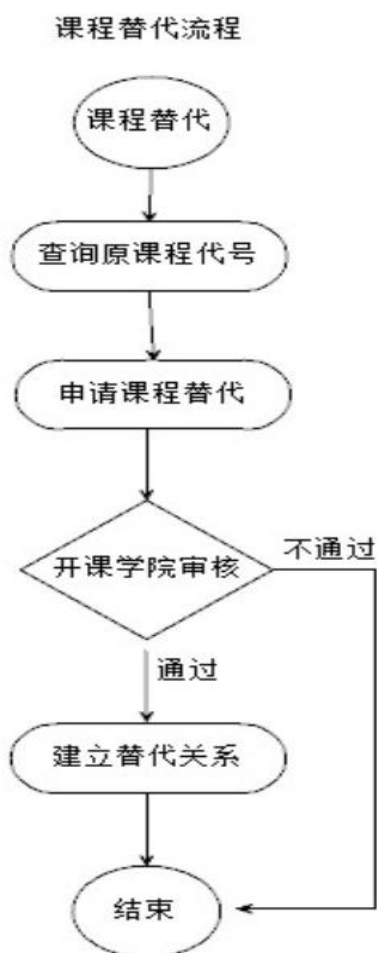 课程替代流程
课程替代
查询原课程代号
申请课程替代
开课学院审核
不通过
通过
建立替代关系
结束